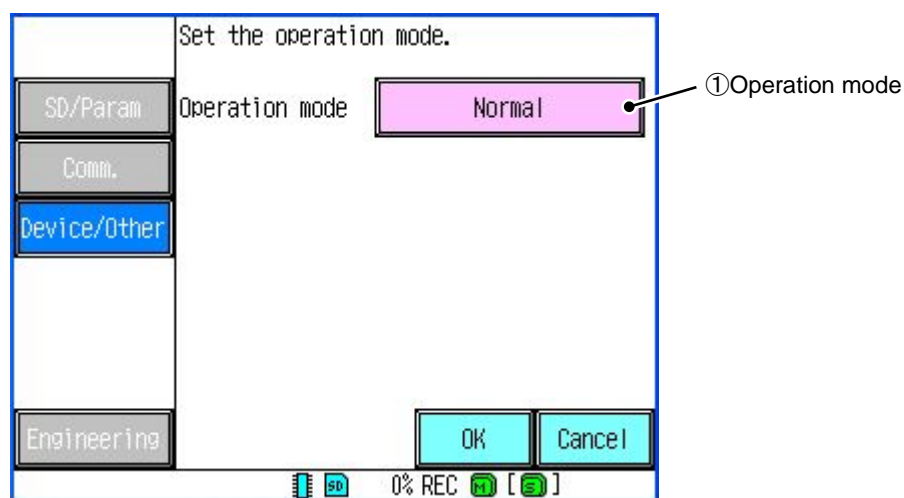 Set the operation mode.
SD/Param
Operation mode
Normal
①Operation mode
Comm.
Device/Other
Engineering
OK
Cancel
SD
0% REC M [ S ]